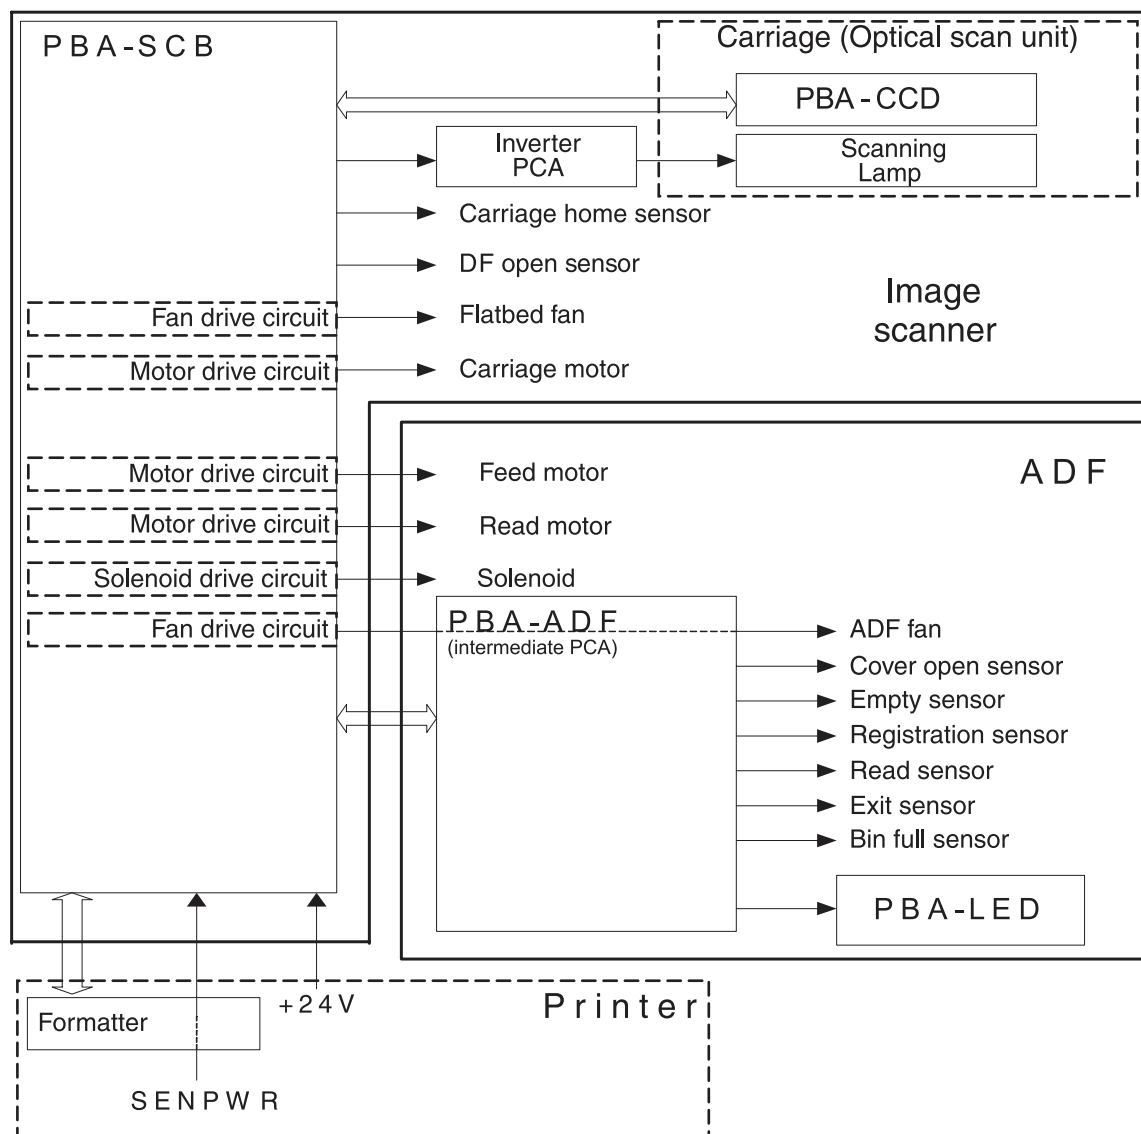 PBA-SCB
Carriage (Optical scan unit)
PBA-CCD
Inverter
PCA
Scanning
Lamp
Carriage home sensor
DF open sensor
Image
scanner
Fan drive circuit
Flatbed fan
Motor drive circuit
Carriage motor
ADF
Motor drive circuit
Feed motor
Motor drive circuit
Read motor
Solenoid drive circuit
Solenoid
Fan drive circuit
PBA-ADF
(intermediate PCA)
ADF fan
Cover open sensor
Empty sensor
Registration sensor
Read sensor
Exit sensor
Bin full sensor
PBA-LED
+24V
Printer
Formatter
SENPWR